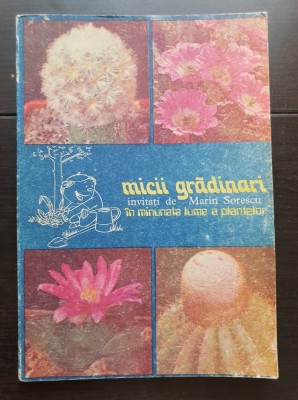 micii grădinari
invitați de Marin Sorescu
în minunata lume a plantelor